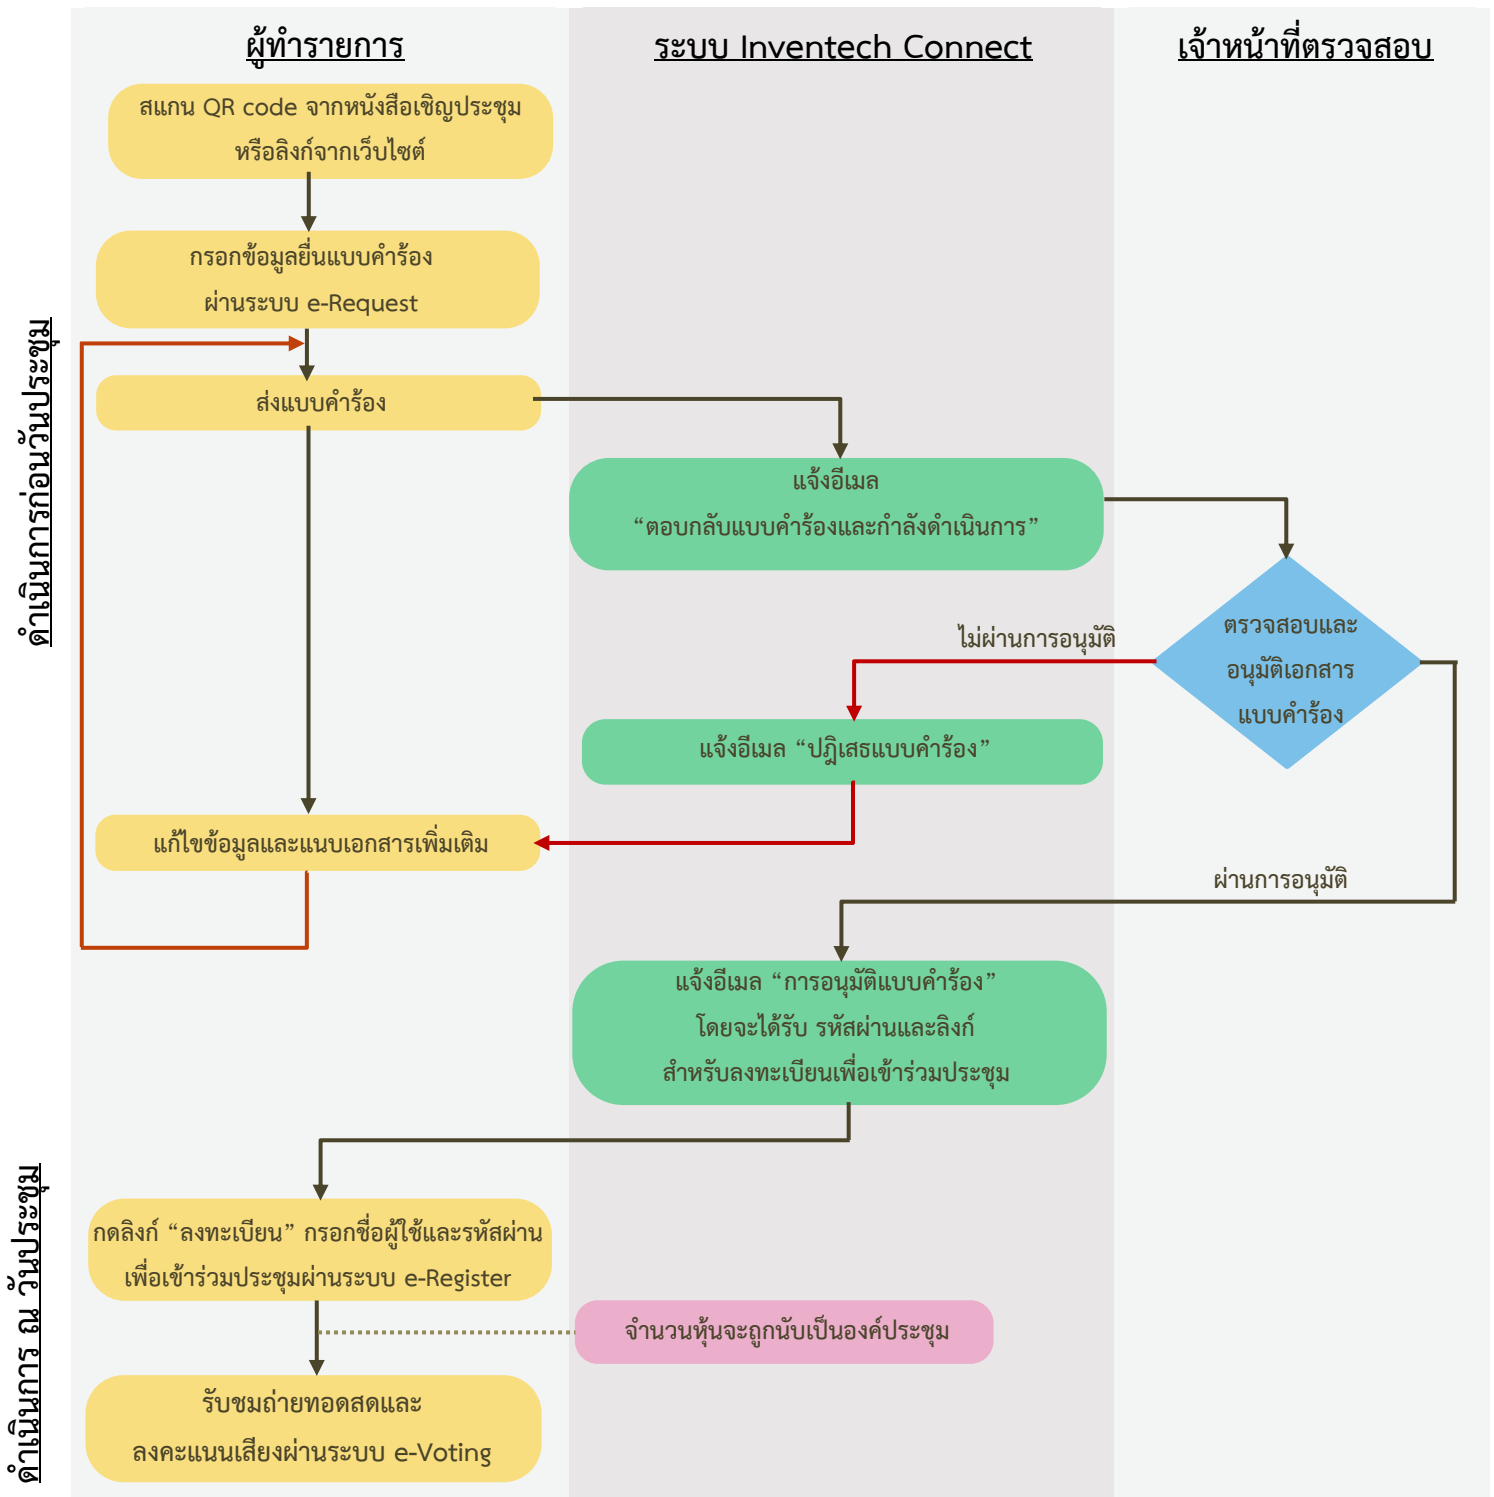 ผู้ทำรายการ
ระบบ Inventech Connect
เจ้าหน้าที่ตรวจสอบ
ดำเนินการก่อนวันประชุม
สแกน QR code จากหนังสือเชิญประชุม
หรือลิงก์จากเว็บไซต์
กรอกข้อมูลยื่นแบบคำร้อง
ผ่านระบบ e-Request
ส่งแบบคำร้อง
แจ้งอีเมล
“ตอบกลับแบบคำร้องและกำลังดำเนินการ”
ตรวจสอบและ
อนุมัติเอกสาร
แบบคำร้อง
ไม่ผ่านการอนุมัติ
แจ้งอีเมล “ปฎิเสธแบบคำร้อง”
แก้ไขข้อมูลและแนบเอกสารเพิ่มเติม
ผ่านการอนุมัติ
แจ้งอีเมล “การอนุมัติแบบคำร้อง”
โดยจะได้รับ รหัสผ่านและลิงก์
สำหรับลงทะเบียนเพื่อเข้าร่วมประชุม
ดำเนินการ ณ วันประชุม
กดลิงก์ “ลงทะเบียน” กรอกชื่อผู้ใช้และรหัสผ่าน
เพื่อเข้าร่วมประชุมผ่านระบบ e-Register
จำนวนหุ้นจะถูกนับเป็นองค์ประชุม
รับชมถ่ายทอดสดและ
ลงคะแนนเสียงผ่านระบบ e-Voting